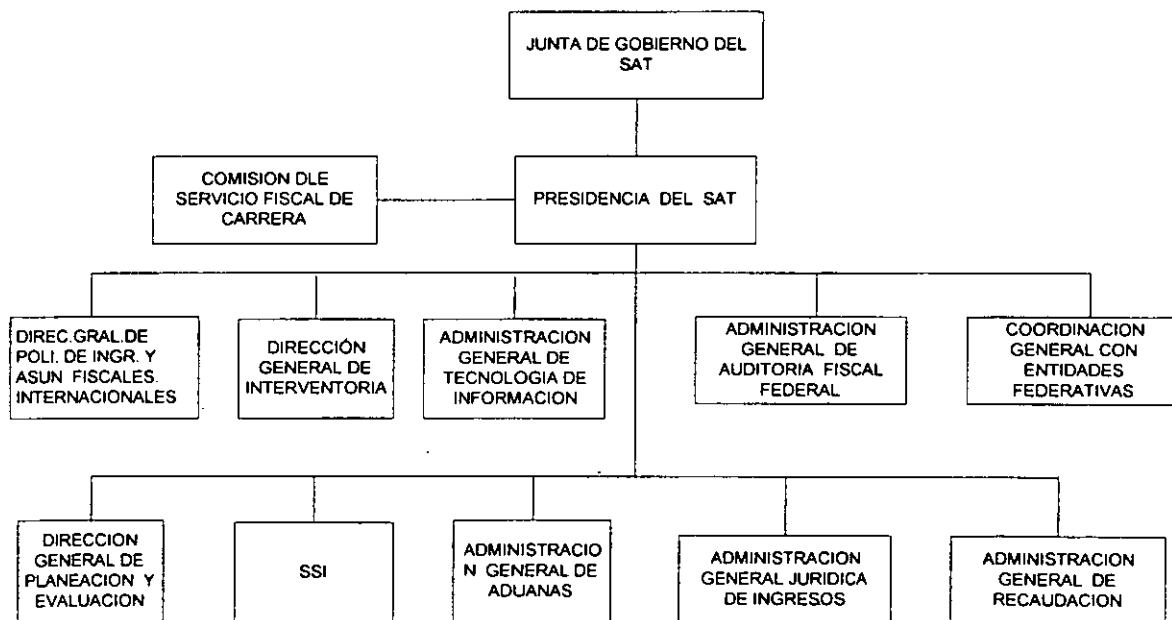 JUNTA DE GOBIERNO DEL
SAT
COMISION DLE
SERVICIO FISCAL DE
CARRERA
PRESIDENCIA DEL SAT
DIREC.GRAL.DE
POLI. DE INGR. Y
ASUN FISCALES.
INTERNACIONALES
DIRECCIÓN
GENERAL DE
INTERVENTORIA
ADMINISTRACION
GENERAL DE
TECNOLOGIA DE
INFORMACION
ADMINISTRACION
GENERAL DE
AUDITORIA FISCAL
FEDERAL
COORDINACION
GENERAL CON
ENTIDADES
FEDERATIVAS
DIRECCION
GENERAL DE
PLANEACION Y
EVALUACION
SSI
ADMINISTRACIO
N GENERAL DE
ADUANAS
ADMINISTRACION
GENERAL JURIDICA
DE INGRESOS
ADMINISTRACION
GENERAL DE
RECAUDACION